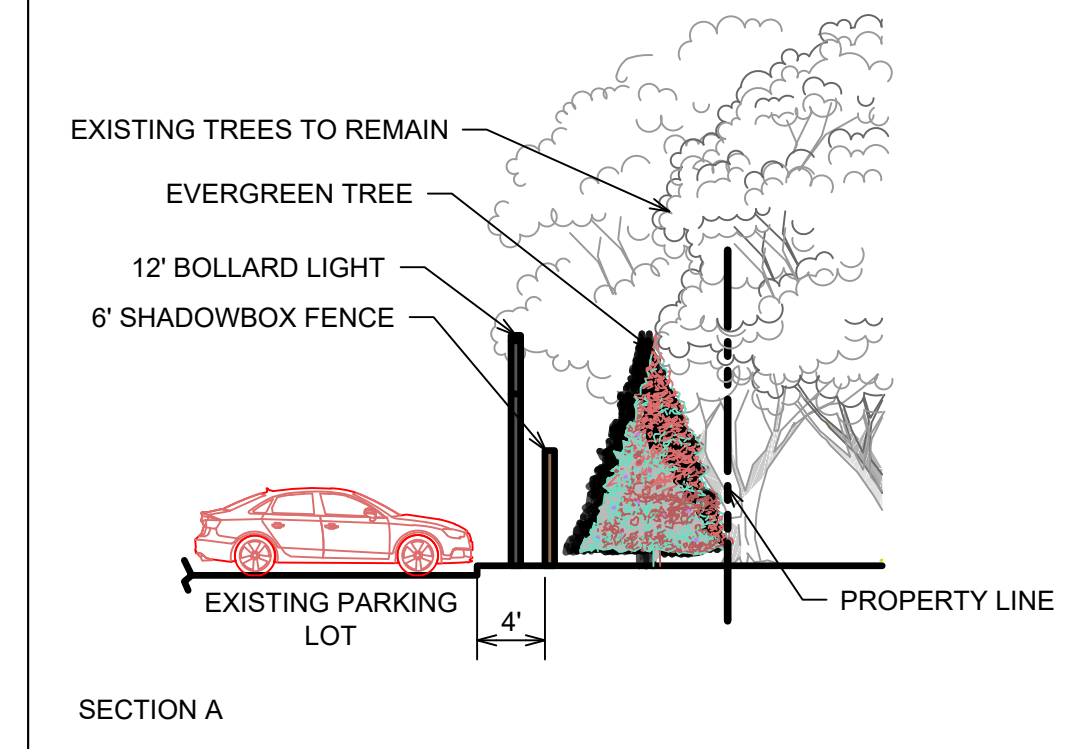 EXISTING TREES TO REMAIN
EVERGREEN TREE
12' BOLLARD LIGHT
6' SHADOWBOX FENCE
EXISTING PARKING
LOT
4'
PROPERTY LINE
SECTION A